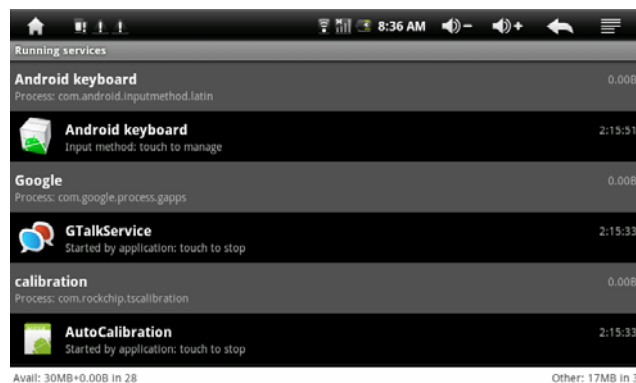 8:36 AM
Running services
Android keyboard
0.00B
Process: com.android.inputmethod.latin
Android keyboard
2:15:51
Input method: touch to manage
Google
0.00B
Process: com.google.process.gapps
GTalkService
2:15:33
Started by application: touch to stop
calibration
0.00B
Process: com.rockchip.tscalibration
AutoCalibration
2:15:33
Started by application: touch to stop
Avail: 30MB+0.00B in 28
Other: 17MB in 3